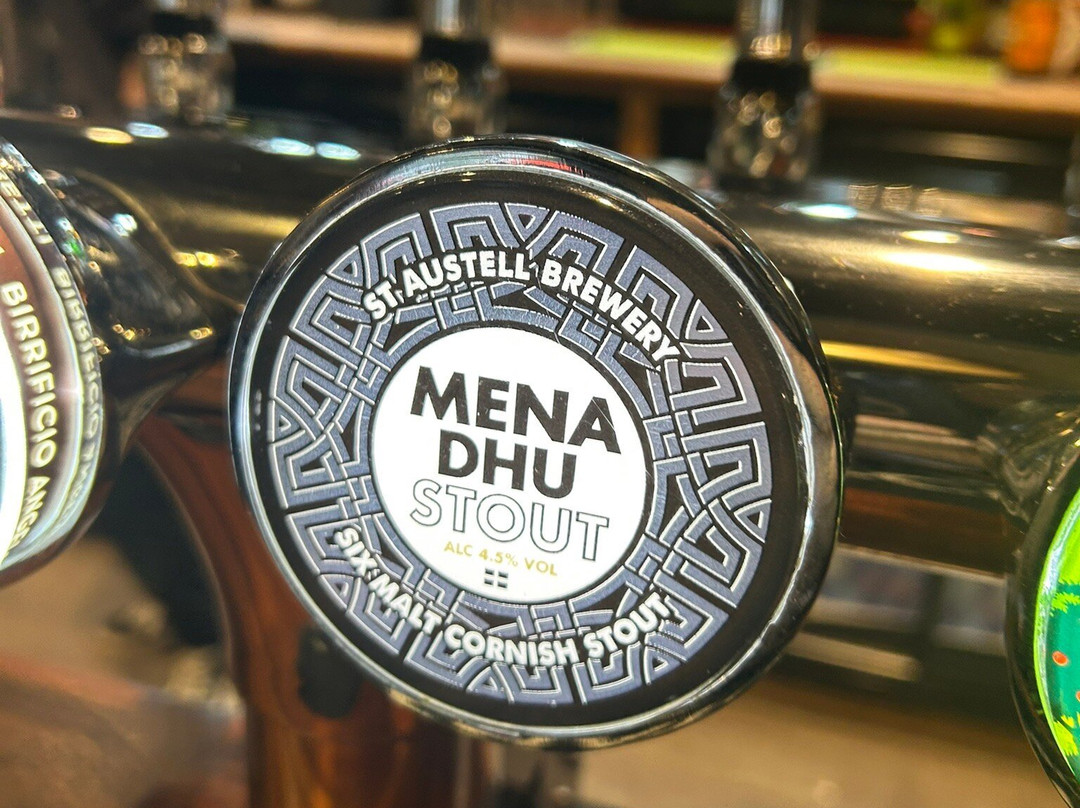 ST AUSTELL BREWERY
MENA
DHU
STOUT
ALC 4.5% VOL
SIX MALT CORNISH STOUT
BIRRIFICIO